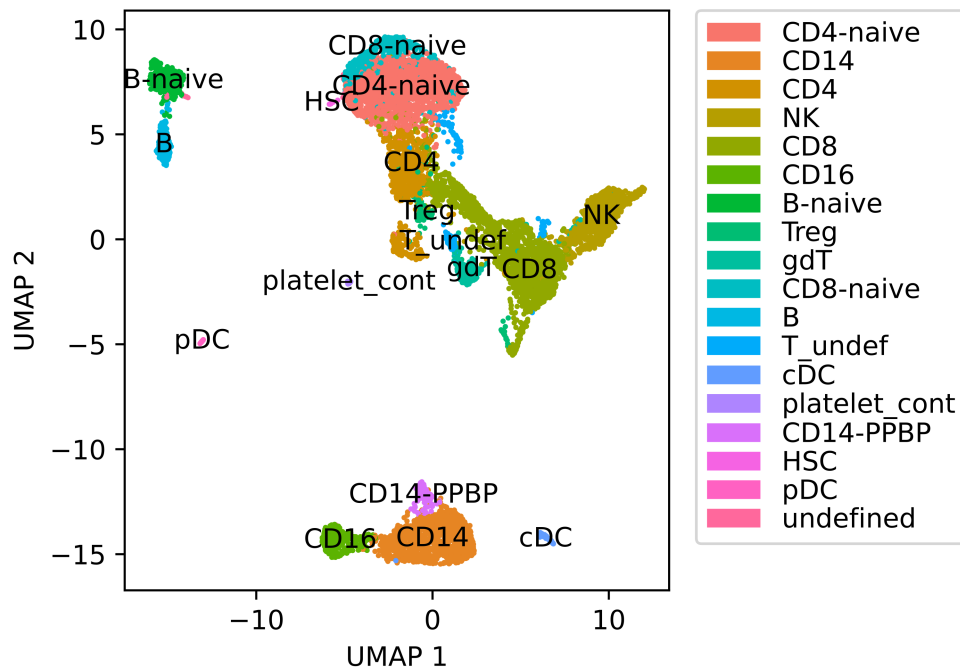 10
5
0
−5
−10
−15
−10
0
10
UMAP 2
UMAP 1
CD8-naive
B-naive
CD4-naive
HSC
B
CD4
Treg
NK
T_undef
gdT
CD8
platelet_cont
pDC
CD14-PPBP
CD16
CD14
cDC
CD4-naive
CD14
CD4
NK
CD8
CD16
B-naive
Treg
gdT
CD8-naive
B
T_undef
cDC
platelet_cont
CD14-PPBP
HSC
pDC
undefined